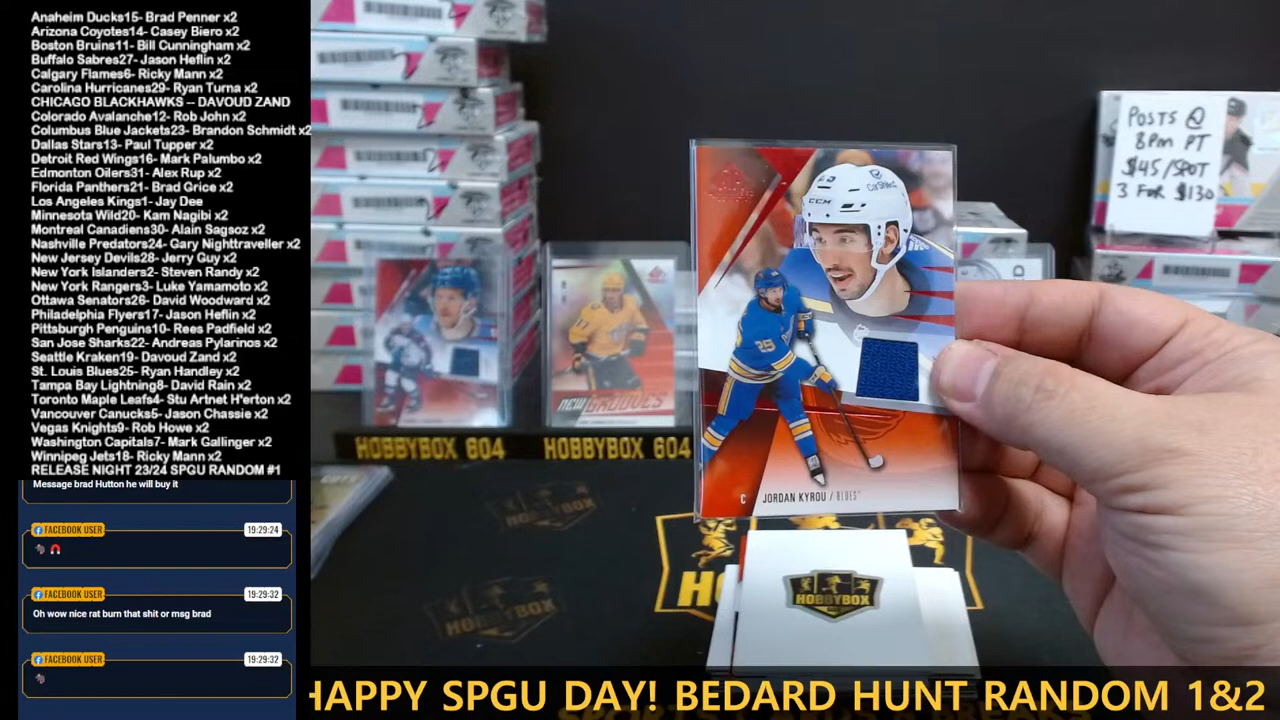 Anaheim Ducks15- Brad Penner x2
Arizona Coyotes14- Casey Biero x2
Boston Bruins11- Bill Cunningham x2
Buffalo Sabres27- Jason Heflin x2
Calgary Flames6- Ricky Mann x2
Carolina Hurricanes29- Ryan Turna x2
CHICAGO BLACKHAWKS -- DAVOUD ZAND
Colorado Avalanche12- Rob John x2
Columbus Blue Jackets23- Brandon Schmidt x2
Dallas Stars13- Paul Tupper x2
Detroit Red Wings16- Mark Palumbo x2
Edmonton Oilers31- Alex Rup x2
Florida Panthers21- Brad Grice x2
Los Angeles Kings1- Jay Dee
Minnesota Wild20- Kam Nagibi x2
Montreal Canadiens30- Alain Sagsoz x2
Nashville Predators24- Gary Nighttraveller x2
New Jersey Devils28- Jerry Guy x2
New York Islanders2- Steven Randy x2
New York Rangers3- Luke Yamamoto x2
Ottawa Senators26- David Woodward x2
Philadelphia Flyers17- Jason Heflin x2
Pittsburgh Penguins10- Rees Padfield x2
San Jose Sharks22- Andreas Pylarinos x2
Seattle Kraken19- Davoud Zand x2
St. Louis Blues25- Ryan Handley x2
Tampa Bay Lightning8- David Rain x2
Toronto Maple Leafs4- Stu Artnet H'erton x2
Vancouver Canucks5- Jason Chassie x2
Vegas Knights9- Rob Howe x2
Washington Capitals7- Mark Gallinger x2
Winnipeg Jets18- Ricky Mann x2
RELEASE NIGHT 23/24 SPGU RANDOM #1
Message brad Hutton he will buy it
FACEBOOK USER 19:29:24
FACEBOOK USER 19:29:32
Oh wow nice rat burn that shit or msg brad
FACEBOOK USER 19:29:32
POSTS @
8PM PT
$45/SPOT
3 FOR $130
CCM
25
C JORDAN KYROU / BLUES
NEW GROOVES
HOBBYBOX 604
HOBBYBOX 604
HOBBYBOX
HAPPY SPGU DAY! BEDARD HUNT RANDOM 1&2